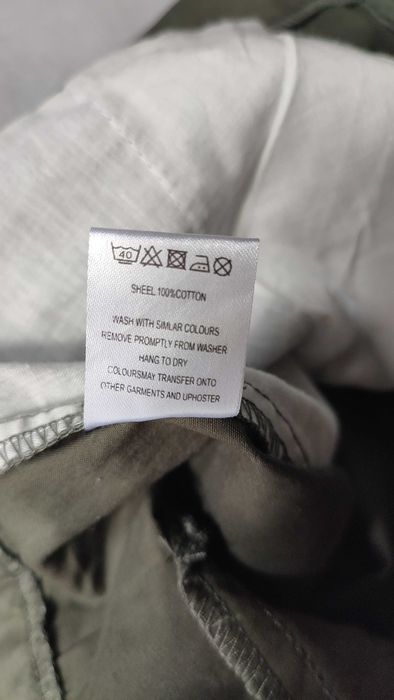 40
SHEEL 100%COTTON
WASH WITH SIMLAR COLOURS
REMOVE PROMPTLY FROM WASHER
HANG TO DRY
COLOURSMAY TRANSFER ONTO
OTHER GARMENTS AND UPHOSTER